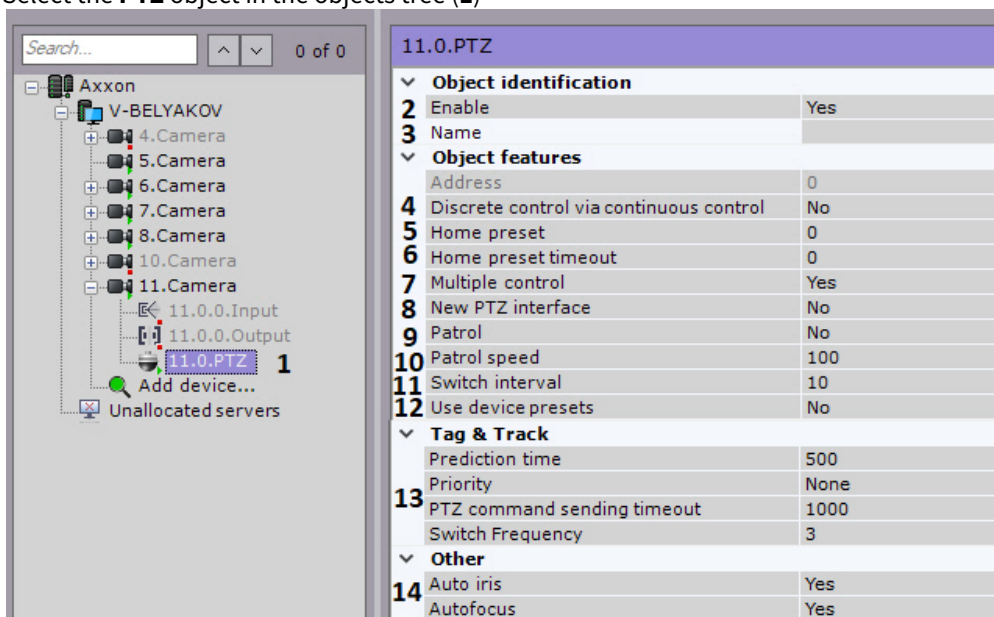 Select the PTZ object in the objects tree (1)
Search...
0 of 0
Axxon
V-BELYAKOV
4.Camera
5.Camera
6.Camera
7.Camera
8.Camera
10.Camera
11.Camera
11.0.0.Input
11.0.0.Output
11.0.PTZ 1
Add device...
Unallocated servers
11.0.PTZ
Object identification
2 Enable Yes
3 Name
Object features
Address 0
4 Discrete control via continuous control No
5 Home preset 0
6 Home preset timeout 0
7 Multiple control Yes
8 New PTZ interface No
9 Patrol No
10 Patrol speed 100
11 Switch interval 10
12 Use device presets No
Tag & Track
Prediction time 500
Priority None
13 PTZ command sending timeout 1000
Switch Frequency 3
Other
14 Auto iris Yes
Autofocus Yes